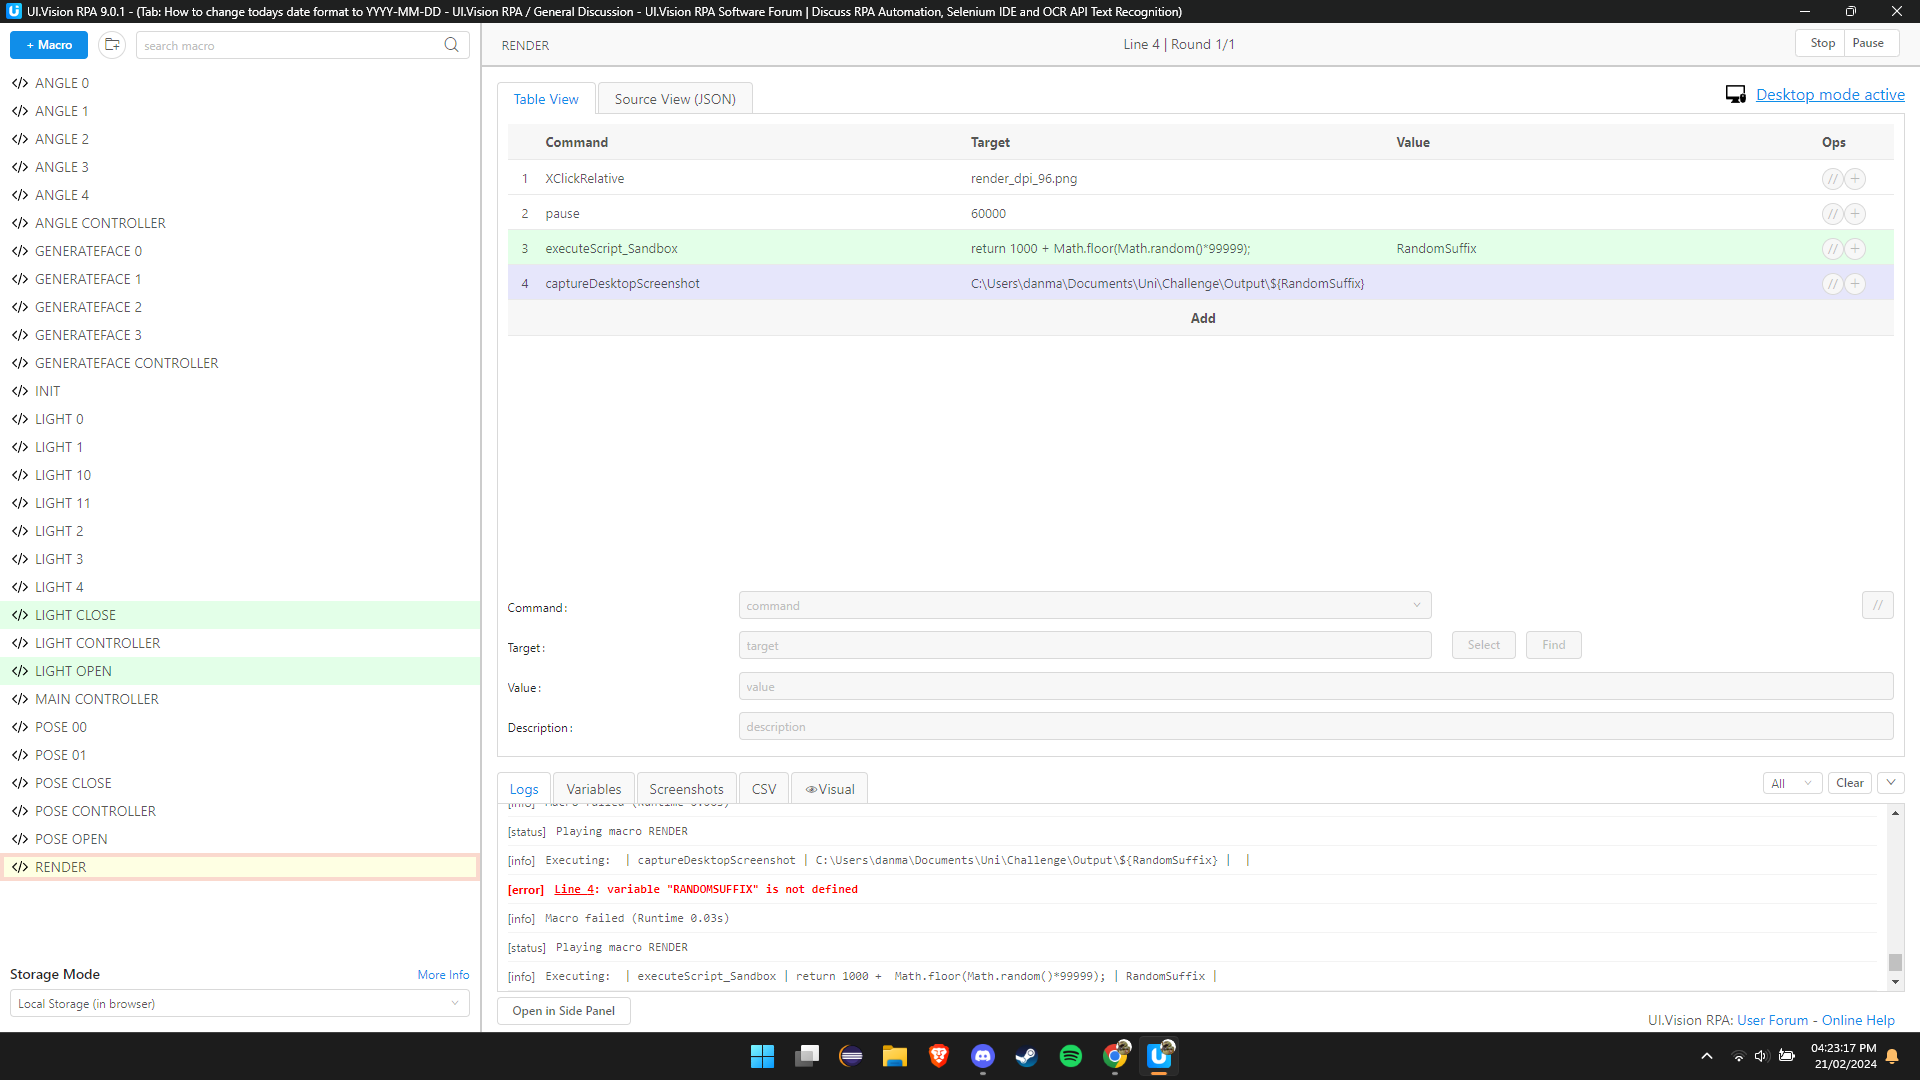 UI.Vision RPA 9.0.1 - (Tab: How to change todays date format to YYYY-MM-DD - UI.Vision RPA / General Discussion - UI.Vision RPA Software Forum | Discuss RPA Automation, Selenium IDE and OCR API Text Recognition)
+ Macro
search macro
RENDER
Line 4 | Round 1/1
Stop
Pause
ANGLE 0
ANGLE 1
ANGLE 2
ANGLE 3
ANGLE 4
ANGLE CONTROLLER
GENERATEFACE 0
GENERATEFACE 1
GENERATEFACE 2
GENERATEFACE 3
GENERATEFACE CONTROLLER
INIT
LIGHT 0
LIGHT 1
LIGHT 10
LIGHT 11
LIGHT 2
LIGHT 3
LIGHT 4
LIGHT CLOSE
LIGHT CONTROLLER
LIGHT OPEN
MAIN CONTROLLER
POSE 00
POSE 01
POSE CLOSE
POSE CONTROLLER
POSE OPEN
RENDER
Storage Mode
More Info
Local Storage (in browser)
Table View
Source View (JSON)
Desktop mode active
Command Target Value Ops
1 XClickRelative render_dpi_96.png // +
2 pause 60000 // +
3 executeScript_Sandbox return 1000 + Math.floor(Math.random()*99999); RandomSuffix // +
4 captureDesktopScreenshot C:\Users\danma\Documents\Uni\Challenge\Output\${RandomSuffix} // +
Add
Command: command //
Target: target Select Find
Value: value
Description: description
Logs Variables Screenshots CSV Visual
All Clear
[info] Macro failed (Runtime 0.06s)
[status] Playing macro RENDER
[info] Executing: | captureDesktopScreenshot | C:\Users\danma\Documents\Uni\Challenge\Output\${RandomSuffix} | |
[error] Line 4: variable "RANDOMSUFFIX" is not defined
[info] Macro failed (Runtime 0.03s)
[status] Playing macro RENDER
[info] Executing: | executeScript_Sandbox | return 1000 + Math.floor(Math.random()*99999); | RandomSuffix |
Open in Side Panel
UI.Vision RPA: User Forum - Online Help
04:23:17 PM
21/02/2024